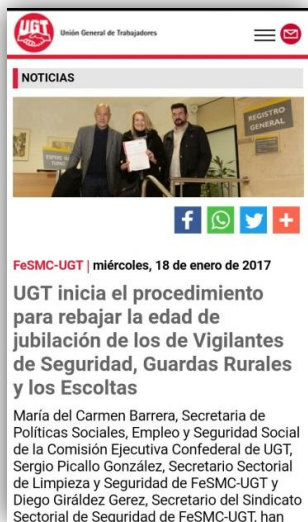 UGT
Unión General de Trabajadores
NOTICIAS
REGISTRO
GENERAL
FeSMC-UGT | miércoles, 18 de enero de 2017
UGT inicia el procedimiento
para rebajar la edad de
jubilación de los de Vigilantes
de Seguridad, Guardas Rurales
y los Escoltas
María del Carmen Barrera, Secretaria de
Políticas Sociales, Empleo y Seguridad Social
de la Comisión Ejecutiva Confederal de UGT,
Sergio Picallo González, Secretario Sectorial
de Limpieza y Seguridad de FeSMC-UGT y
Diego Giráldez Gerez, Secretario del Sindicato
Sectorial de Seguridad de FeSMC-UGT, han